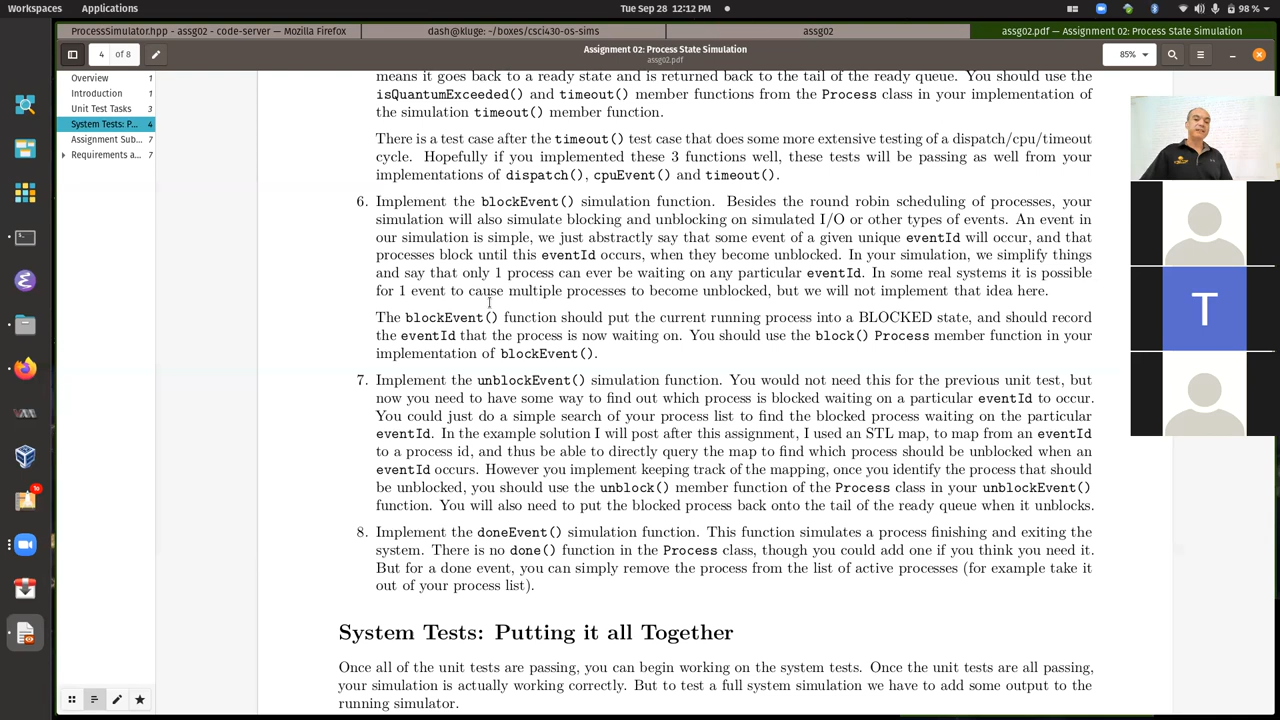 Workspaces Applications Tue Sep 28 12:12 PM 98 %
ProcessSimulator.hpp - assg02 - code-server — Mozilla Firefox dash@kluge: ~/boxes/csci430-os-sims assg02 assg02.pdf — Assignment 02: Process State Simulation
4 of 8 Assignment 02: Process State Simulation 85%
assg02.pdf
Overview 1
Introduction 1
Unit Test Tasks 3
System Tests: P... 4
Assignment Sub... 7
Requirements a... 7
means it goes back to a ready state and is returned back to the tail of the ready queue. You should use the
isQuantumExceeded() and timeout() member functions from the Process class in your implementation of
the simulation timeout() member function.
There is a test case after the timeout() test case that does some more extensive testing of a dispatch/cpu/timeout
cycle. Hopefully if you implemented these 3 functions well, these tests will be passing as well from your
implementations of dispatch(), cpuEvent() and timeout().
6. Implement the blockEvent() simulation function. Besides the round robin scheduling of processes, your
simulation will also simulate blocking and unblocking on simulated I/O or other types of events. An event in
our simulation is simple, we just abstractly say that some event of a given unique eventId will occur, and that
processes block until this eventId occurs, when they become unblocked. In your simulation, we simplify things
and say that only 1 process can ever be waiting on any particular eventId. In some real systems it is possible
for 1 event to cause multiple processes to become unblocked, but we will not implement that idea here.
The blockEvent() function should put the current running process into a BLOCKED state, and should record
the eventId that the process is now waiting on. You should use the block() Process member function in your
implementation of blockEvent().
7. Implement the unblockEvent() simulation function. You would not need this for the previous unit test, but
now you need to have some way to find out which process is blocked waiting on a particular eventId to occur.
You could just do a simple search of your process list to find the blocked process waiting on the particular
eventId. In the example solution I will post after this assignment, I used an STL map, to map from an eventId
to a process id, and thus be able to directly query the map to find which process should be unblocked when an
eventId occurs. However you implement keeping track of the mapping, once you identify the process that should
be unblocked, you should use the unblock() member function of the Process class in your unblockEvent()
function. You will also need to put the blocked process back onto the tail of the ready queue when it unblocks.
8. Implement the doneEvent() simulation function. This function simulates a process finishing and exiting the
system. There is no done() function in the Process class, though you could add one if you think you need it.
But for a done event, you can simply remove the process from the list of active processes (for example take it
out of your process list).
System Tests: Putting it all Together
Once all of the unit tests are passing, you can begin working on the system tests. Once the unit tests are all passing,
your simulation is actually working correctly. But to test a full system simulation we have to add some output to the
running simulator.
T